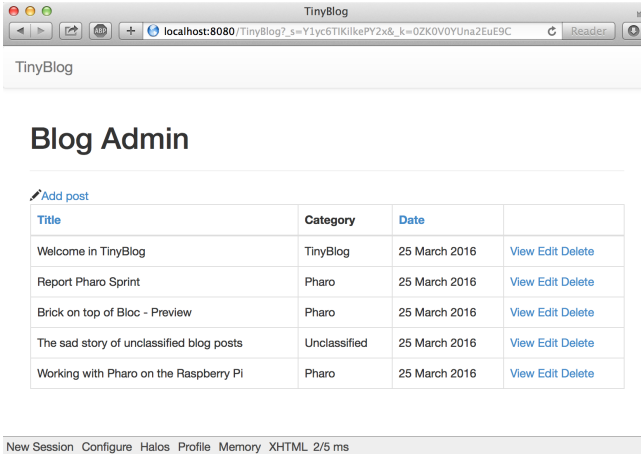 TinyBlog
ABP + localhost:8080/TinyBlog?_s=Y1yc6TIKiIkePY2x&_k=0ZK0V0YUna2EuE9C Reader
TinyBlog
Blog Admin
Add post
Title Category Date
Welcome in TinyBlog TinyBlog 25 March 2016 View Edit Delete
Report Pharo Sprint Pharo 25 March 2016 View Edit Delete
Brick on top of Bloc - Preview Pharo 25 March 2016 View Edit Delete
The sad story of unclassified blog posts Unclassified 25 March 2016 View Edit Delete
Working with Pharo on the Raspberry Pi Pharo 25 March 2016 View Edit Delete
New Session Configure Halos Profile Memory XHTML 2/5 ms